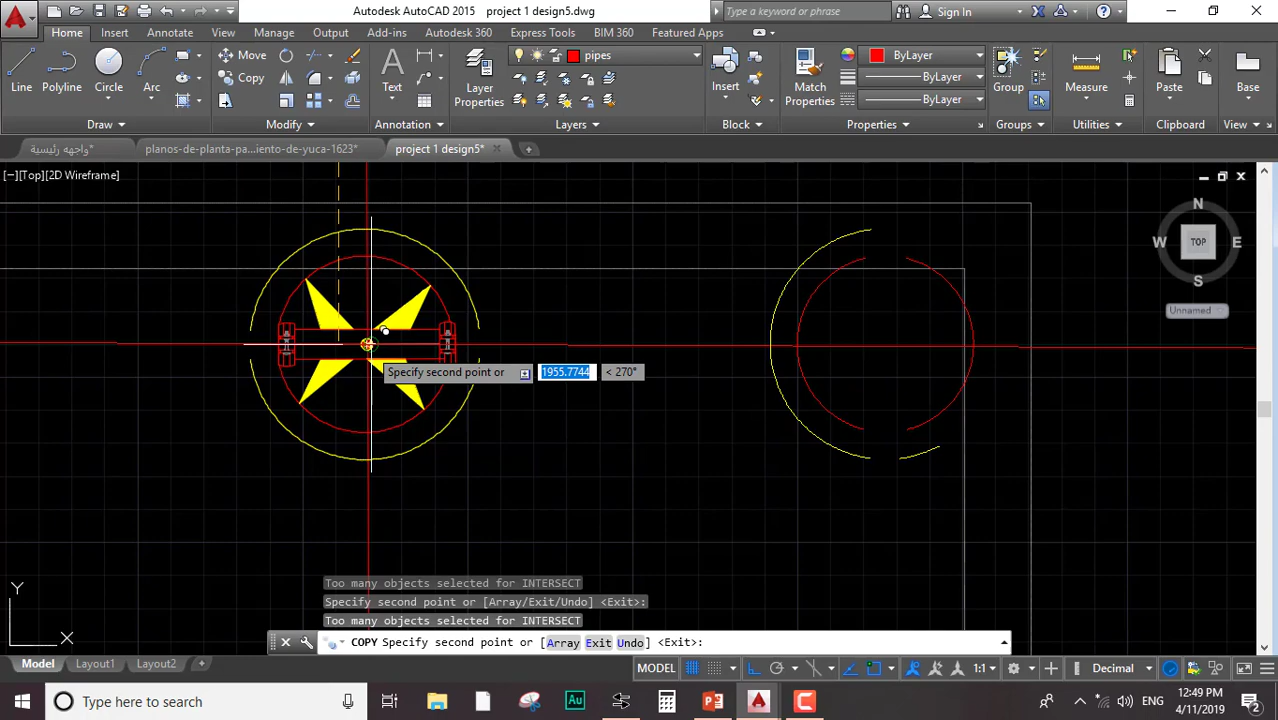 Autodesk AutoCAD 2015 project 1 design5.dwg
Type a keyword or phrase
Sign In
Home Insert Annotate View Manage Output Add-ins Autodesk 360 Express Tools BIM 360 Featured Apps
Line Polyline Circle Arc
Move
Copy
Text
Layer Properties
pipes
Insert
Match Properties
ByLayer
ByLayer
ByLayer
Group
Measure
Paste
Base
Draw Modify Annotation Layers Block Properties Groups Utilities Clipboard View
واجهه رئيسية*
planos-de-planta-pa...iento-de-yuca-1623*
project 1 design5*
[−][Top][2D Wireframe]
N
W TOP E
S
Unnamed
Specify second point or 1955.7744 < 270°
Y
X
Too many objects selected for INTERSECT
Specify second point or [Array/Exit/Undo] <Exit>:
Too many objects selected for INTERSECT
COPY Specify second point or [Array Exit Undo] <Exit>:
Model Layout1 Layout2
MODEL 1:1 Decimal
Type here to search
Au
ENG
12:49 PM
4/11/2019
2